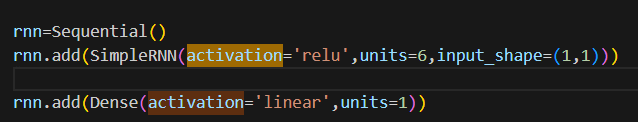 rnn=Sequential()
rnn.add(SimpleRNN(activation='relu',units=6,input_shape=(1,1)))
rnn.add(Dense(activation='linear',units=1))